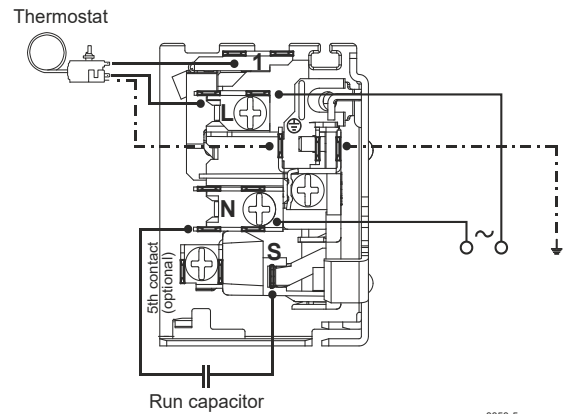 Thermostat
1
L
N
S
5th contact
(optional)
Run capacitor